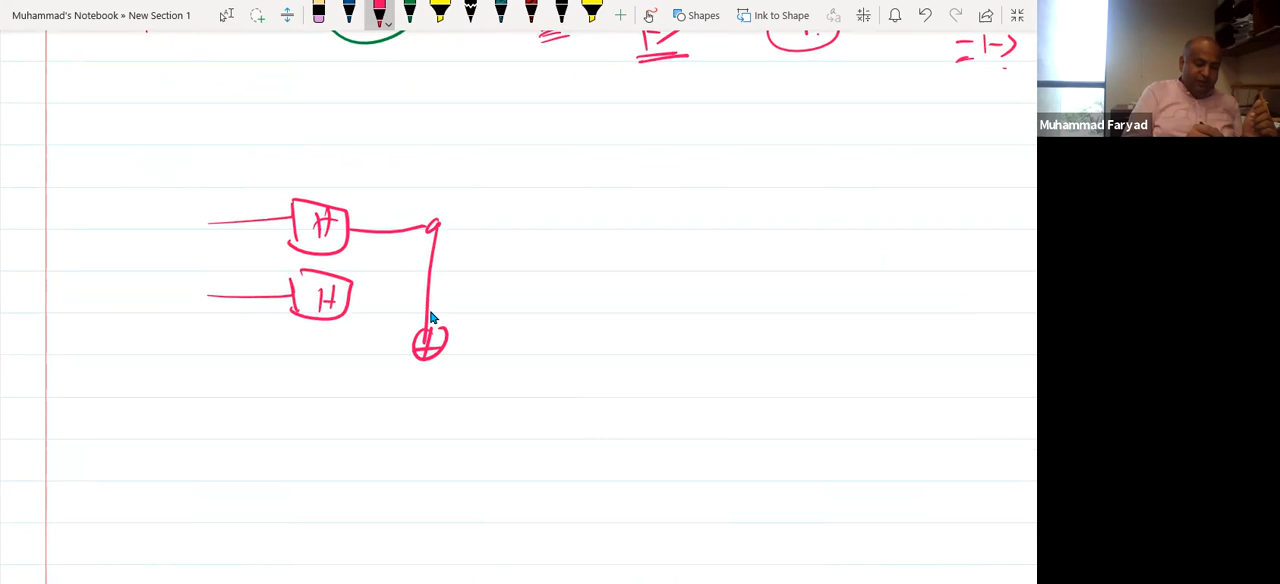 Muhammad's Notebook » New Section 1
Shapes
Ink to Shape
= |->
Muhammad Faryad
H
H